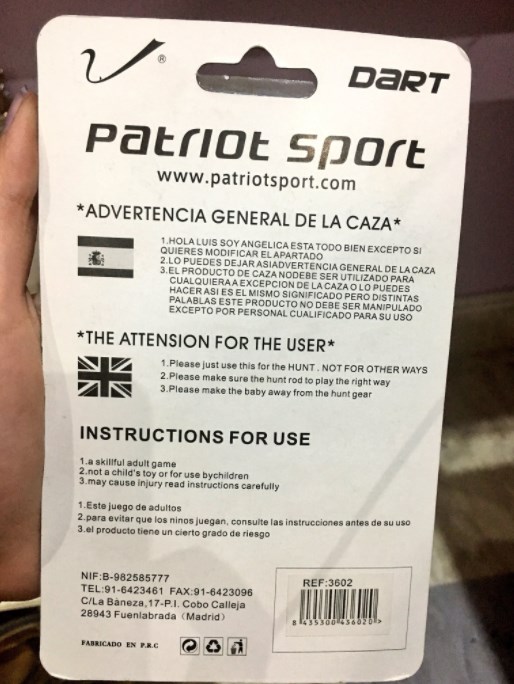 DaRT
Patriot sport
www.patriotsport.com
*ADVERTENCIA GENERAL DE LA CAZA*
1.HOLA LUIS SOY ANGELICA ESTA TODO BIEN EXCEPTO SI
QUIERES MODIFICAR EL APARTADO
2.LO PUEDES DEJAR ASIADVERTENCIA GENERAL DE LA CAZA
3.EL PRODUCTO DE CAZA NODEBE SER UTILIZADO PARA
CUALQUIERA A EXCEPCION DE LA CAZA O LO PUEDES
HACER ASI ES EL MISMO SIGNIFICADO PERO DISTINTAS
PALABLAS ESTE PRODUCTO NO DEBE SER MANIPULADO
EXCEPTO POR PERSONAL CUALIFICADO PARA SU USO
*THE ATTENSION FOR THE USER*
1.Please just use this for the HUNT . NOT FOR OTHER WAYS
2.Please make sure the hunt rod to play the right way
3.Please make the baby away from the hunt gear
INSTRUCTIONS FOR USE
1.a skillful adult game
2.not a child's toy or for use bychildren
3.may cause injury read instructions carefully
1.Este juego de adultos
2.para evitar que los ninos juegan, consulte las instrucciones antes de su uso
3.el producto tiene un cierto grado de riesgo
NIF:B-982585777
TEL:91-6423461 FAX:91-6423096
C/La Bàneza,17-P.I. Cobo Calleja
28943 Fuenlabrada (Madrid)
REF:3602
8 435300 436020 >
FABRICADO EN P.R.C